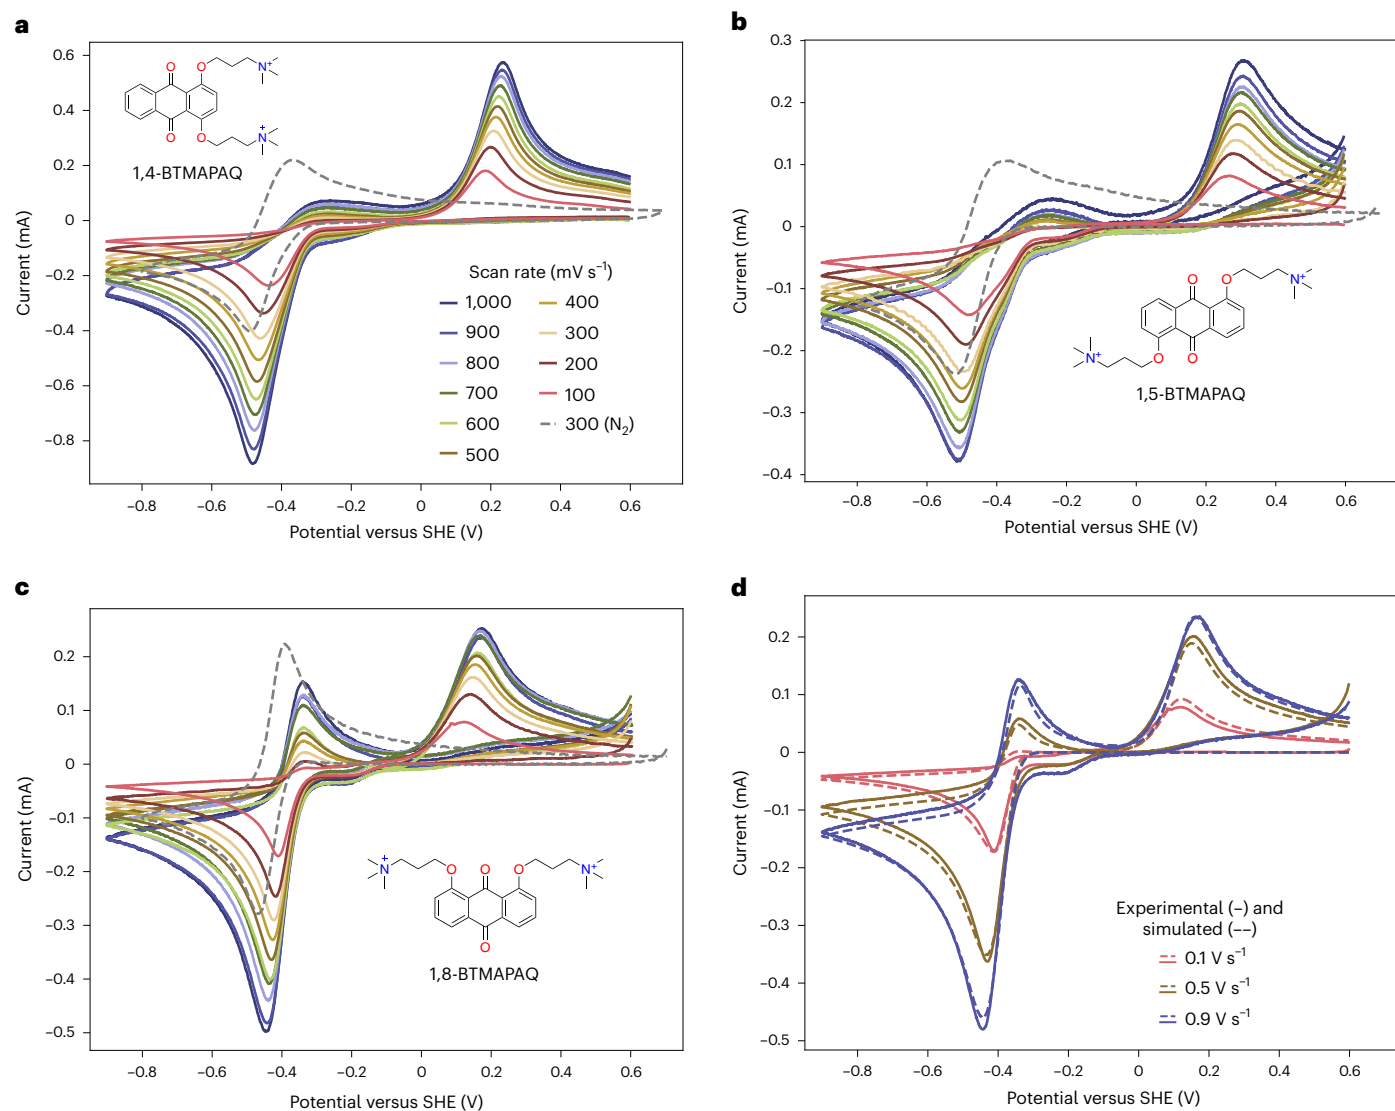 a
0.6
0.4
0.2
0
–0.2
–0.4
–0.6
–0.8
Current (mA)
O
O
N+
O
O
N+
1,4-BTMAPAQ
Scan rate (mV s⁻¹)
1,000
400
900
300
800
200
700
100
600
300 (N₂)
500
–0.8
–0.6
–0.4
–0.2
0
0.2
0.4
0.6
Potential versus SHE (V)
b
0.3
0.2
0.1
0
–0.1
–0.2
–0.3
–0.4
Current (mA)
O
O
N+
N+
O
O
1,5-BTMAPAQ
–0.8
–0.6
–0.4
–0.2
0
0.2
0.4
0.6
Potential versus SHE (V)
c
0.2
0.1
0
–0.1
–0.2
–0.3
–0.4
–0.5
Current (mA)
N+
O
O
O
N+
O
1,8-BTMAPAQ
–0.8
–0.6
–0.4
–0.2
0
0.2
0.4
0.6
Potential versus SHE (V)
d
0.2
0.1
0
–0.1
–0.2
–0.3
–0.4
–0.5
Current (mA)
Experimental (–) and
simulated (––)
0.1 V s⁻¹
0.5 V s⁻¹
0.9 V s⁻¹
–0.8
–0.6
–0.4
–0.2
0
0.2
0.4
0.6
Potential versus SHE (V)